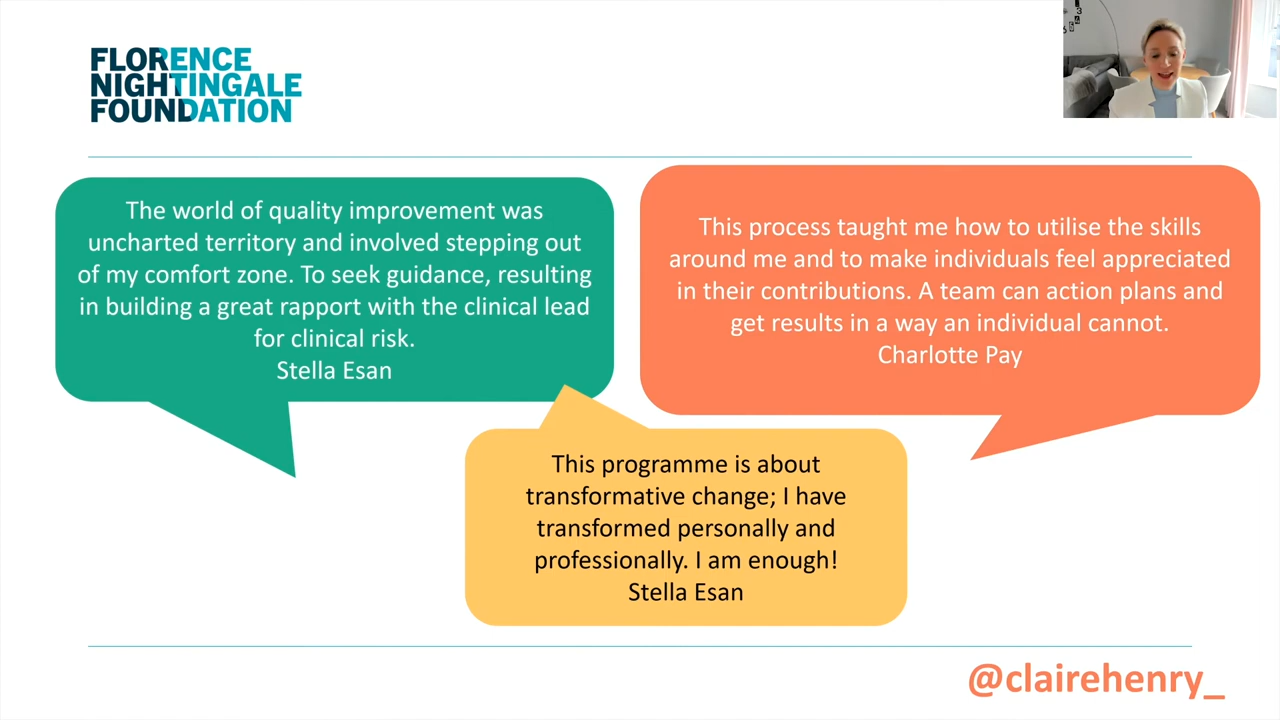 FLORENCE
NIGHTINGALE
FOUNDATION
The world of quality improvement was
uncharted territory and involved stepping out
of my comfort zone. To seek guidance, resulting
in building a great rapport with the clinical lead
for clinical risk.
Stella Esan
This process taught me how to utilise the skills
around me and to make individuals feel appreciated
in their contributions. A team can action plans and
get results in a way an individual cannot.
Charlotte Pay
This programme is about
transformative change; I have
transformed personally and
professionally. I am enough!
Stella Esan
@clairehenry_